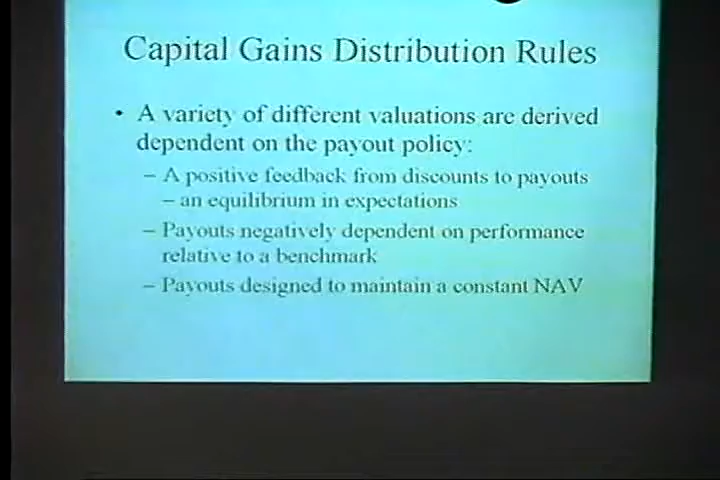 Capital Gains Distribution Rules
• A variety of different valuations are derived
dependent on the payout policy:
– A positive feedback from discounts to payouts
– an equilibrium in expectations
– Payouts negatively dependent on performance
relative to a benchmark
– Payouts designed to maintain a constant NAV